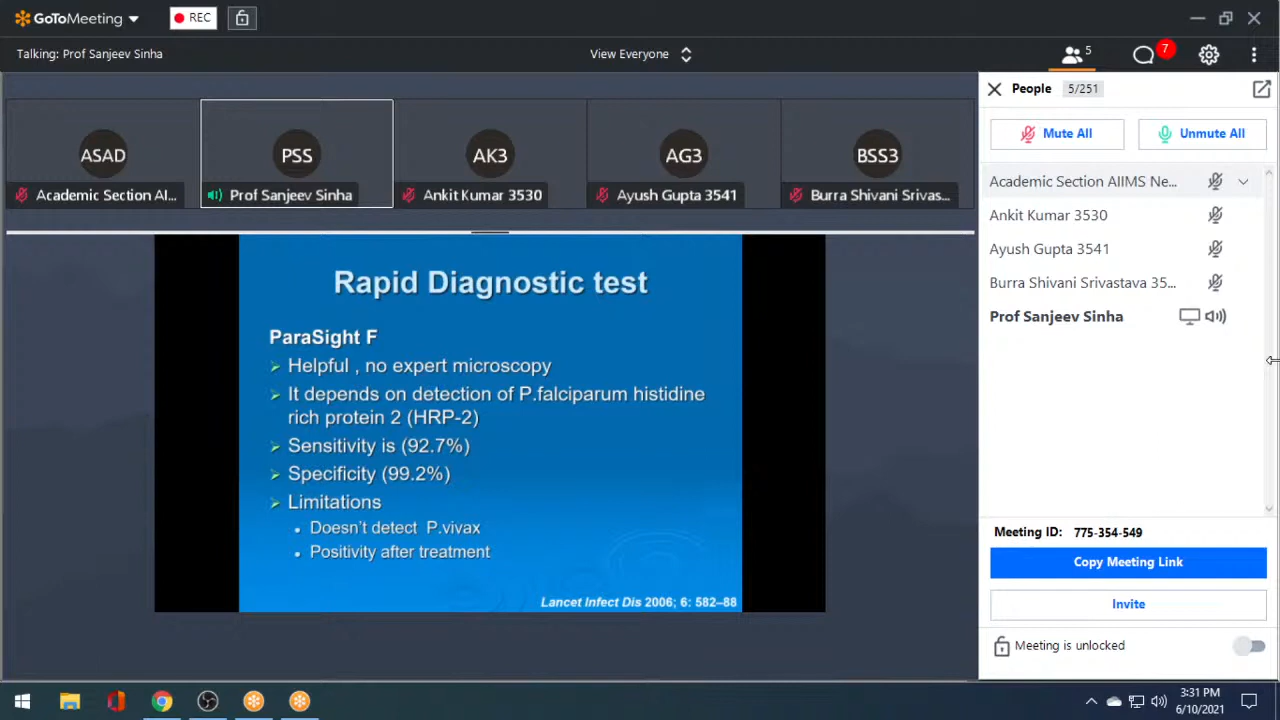 GoToMeeting
REC
Talking: Prof Sanjeev Sinha
View Everyone
5
7
ASAD
PSS
AK3
AG3
BSS3
Academic Section AI...
Prof Sanjeev Sinha
Ankit Kumar 3530
Ayush Gupta 3541
Burra Shivani Srivas...
Rapid Diagnostic test
ParaSight F
Helpful , no expert microscopy
It depends on detection of P.falciparum histidine
rich protein 2 (HRP-2)
Sensitivity is (92.7%)
Specificity (99.2%)
Limitations
Doesn't detect P.vivax
Positivity after treatment
Lancet Infect Dis 2006; 6: 582–88
People 5/251
Mute All
Unmute All
Academic Section AIIMS Ne...
Ankit Kumar 3530
Ayush Gupta 3541
Burra Shivani Srivastava 35...
Prof Sanjeev Sinha
Meeting ID: 775-354-549
Copy Meeting Link
Invite
Meeting is unlocked
3:31 PM
6/10/2021